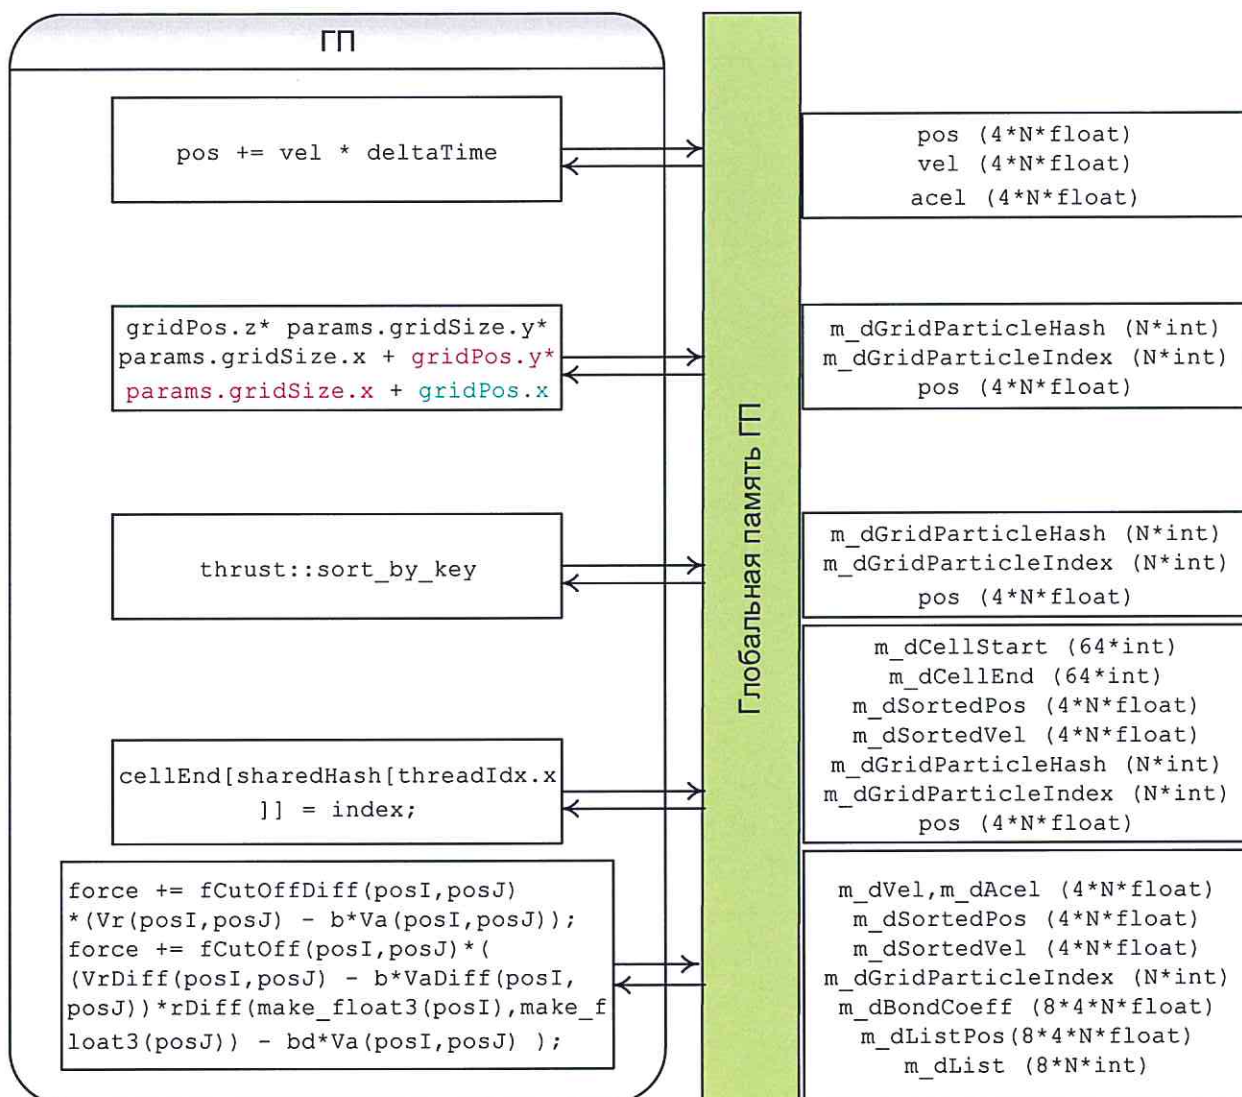 ГП
pos += vel * deltaTime
pos (4*N*float)
vel (4*N*float)
acel (4*N*float)
gridPos.z* params.gridSize.y*
params.gridSize.x + gridPos.y*
params.gridSize.x + gridPos.x
m_dGridParticleHash (N*int)
m_dGridParticleIndex (N*int)
pos (4*N*float)
Глобальная память ГП
thrust::sort_by_key
m_dGridParticleHash (N*int)
m_dGridParticleIndex (N*int)
pos (4*N*float)
cellEnd[sharedHash[threadIdx.x
]] = index;
m_dCellStart (64*int)
m_dCellEnd (64*int)
m_dSortedPos (4*N*float)
m_dSortedVel (4*N*float)
m_dGridParticleHash (N*int)
m_dGridParticleIndex (N*int)
pos (4*N*float)
force += fCutOffDiff(posI,posJ)
*(Vr(posI,posJ) - b*Va(posI,posJ));
force += fCutOff(posI,posJ)*(
(VrDiff(posI,posJ) - b*VaDiff(posI,
posJ))*rDiff(make_float3(posI),make_f
loat3(posJ)) - bd*Va(posI,posJ) );
m_dVel,m_dAcel (4*N*float)
m_dSortedPos (4*N*float)
m_dSortedVel (4*N*float)
m_dGridParticleIndex (N*int)
m_dBondCoeff (8*4*N*float)
m_dListPos(8*4*N*float)
m_dList (8*N*int)